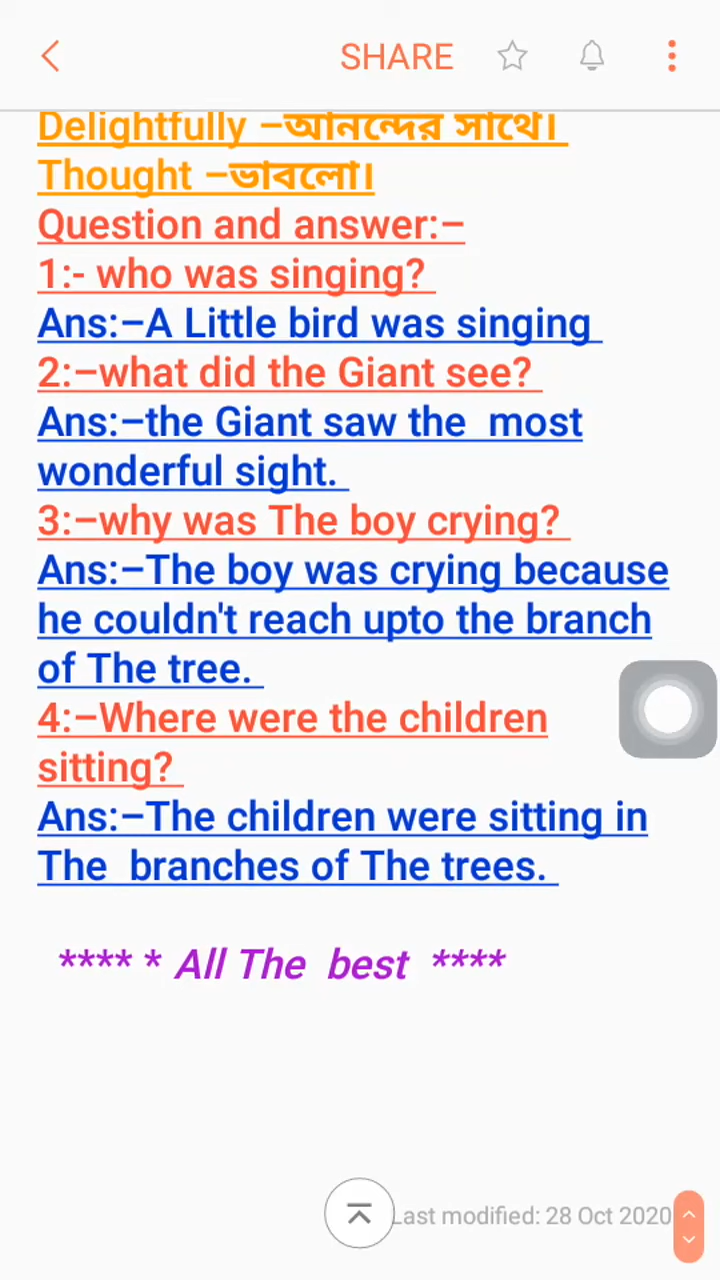 SHARE
Delightfully –আনন্দের সাথে।
Thought –ভাবলো।
Question and answer:–
1:- who was singing?
Ans:–A Little bird was singing
2:–what did the Giant see?
Ans:–the Giant saw the  most
wonderful sight.
3:–why was The boy crying?
Ans:–The boy was crying because
he couldn't reach upto the branch
of The tree.
4:–Where were the children
sitting?
Ans:–The children were sitting in
The  branches of The trees.
**** * All The  best  ****
Last modified: 28 Oct 2020